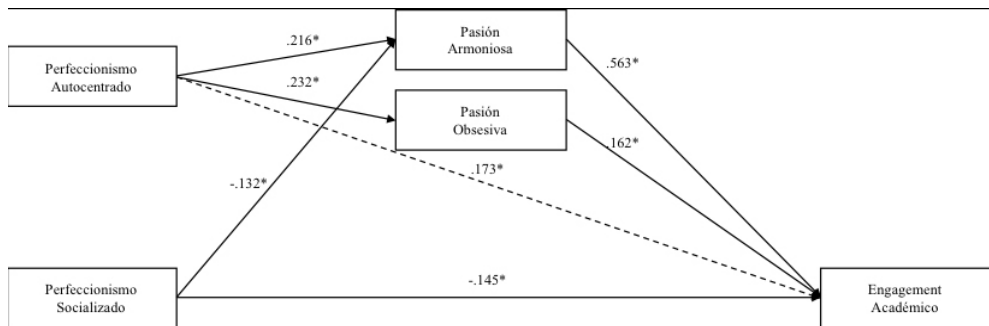 Pasión
Armoniosa
.216*
Perfeccionismo
Autocentrado
.563*
.232*
Pasión
Obsesiva
.162*
.173*
-.132*
-.145*
Perfeccionismo
Socializado
Engagement
Académico